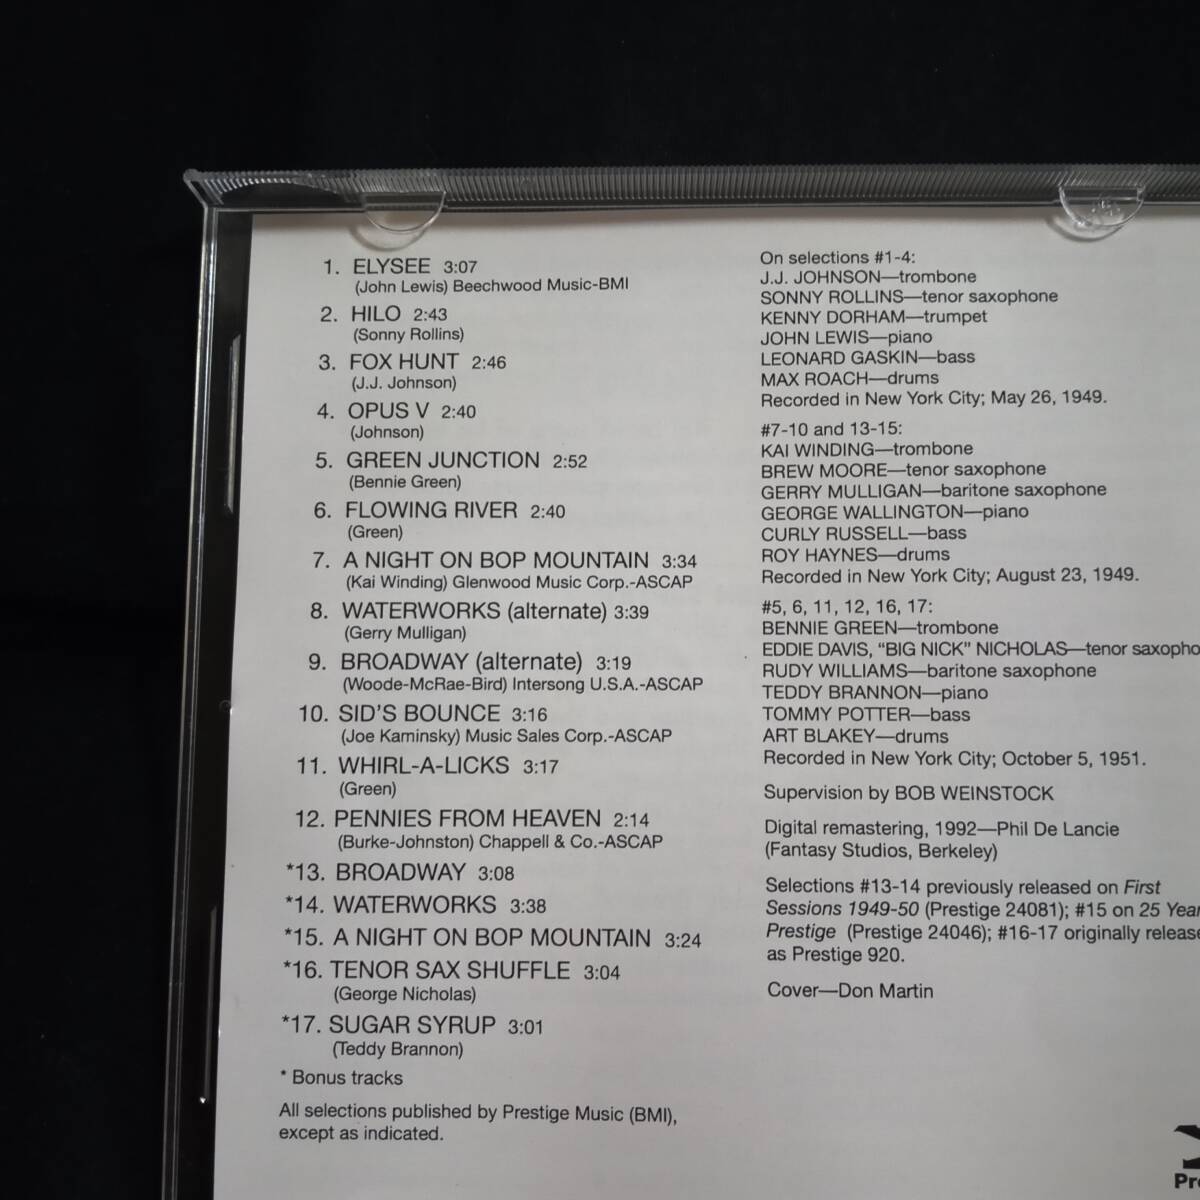 1. ELYSEE 3:07
(John Lewis) Beechwood Music-BMI
2. HILO 2:43
(Sonny Rollins)
3. FOX HUNT 2:46
(J.J. Johnson)
4. OPUS V 2:40
(Johnson)
5. GREEN JUNCTION 2:52
(Bennie Green)
6. FLOWING RIVER 2:40
(Green)
7. A NIGHT ON BOP MOUNTAIN 3:34
(Kai Winding) Glenwood Music Corp.-ASCAP
8. WATERWORKS (alternate) 3:39
(Gerry Mulligan)
9. BROADWAY (alternate) 3:19
(Woode-McRae-Bird) Intersong U.S.A.-ASCAP
10. SID'S BOUNCE 3:16
(Joe Kaminsky) Music Sales Corp.-ASCAP
11. WHIRL-A-LICKS 3:17
(Green)
12. PENNIES FROM HEAVEN 2:14
(Burke-Johnston) Chappell & Co.-ASCAP
*13. BROADWAY 3:08
*14. WATERWORKS 3:38
*15. A NIGHT ON BOP MOUNTAIN 3:24
*16. TENOR SAX SHUFFLE 3:04
(George Nicholas)
*17. SUGAR SYRUP 3:01
(Teddy Brannon)
* Bonus tracks
All selections published by Prestige Music (BMI),
except as indicated.
On selections #1-4:
J.J. JOHNSON—trombone
SONNY ROLLINS—tenor saxophone
KENNY DORHAM—trumpet
JOHN LEWIS—piano
LEONARD GASKIN—bass
MAX ROACH—drums
Recorded in New York City; May 26, 1949.
#7-10 and 13-15:
KAI WINDING—trombone
BREW MOORE—tenor saxophone
GERRY MULLIGAN—baritone saxophone
GEORGE WALLINGTON—piano
CURLY RUSSELL—bass
ROY HAYNES—drums
Recorded in New York City; August 23, 1949.
#5, 6, 11, 12, 16, 17:
BENNIE GREEN—trombone
EDDIE DAVIS, “BIG NICK” NICHOLAS—tenor saxopho
RUDY WILLIAMS—baritone saxophone
TEDDY BRANNON—piano
TOMMY POTTER—bass
ART BLAKEY—drums
Recorded in New York City; October 5, 1951.
Supervision by BOB WEINSTOCK
Digital remastering, 1992—Phil De Lancie
(Fantasy Studios, Berkeley)
Selections #13-14 previously released on First
Sessions 1949-50 (Prestige 24081); #15 on 25 Year
Prestige (Prestige 24046); #16-17 originally release
as Prestige 920.
Cover—Don Martin
Pr